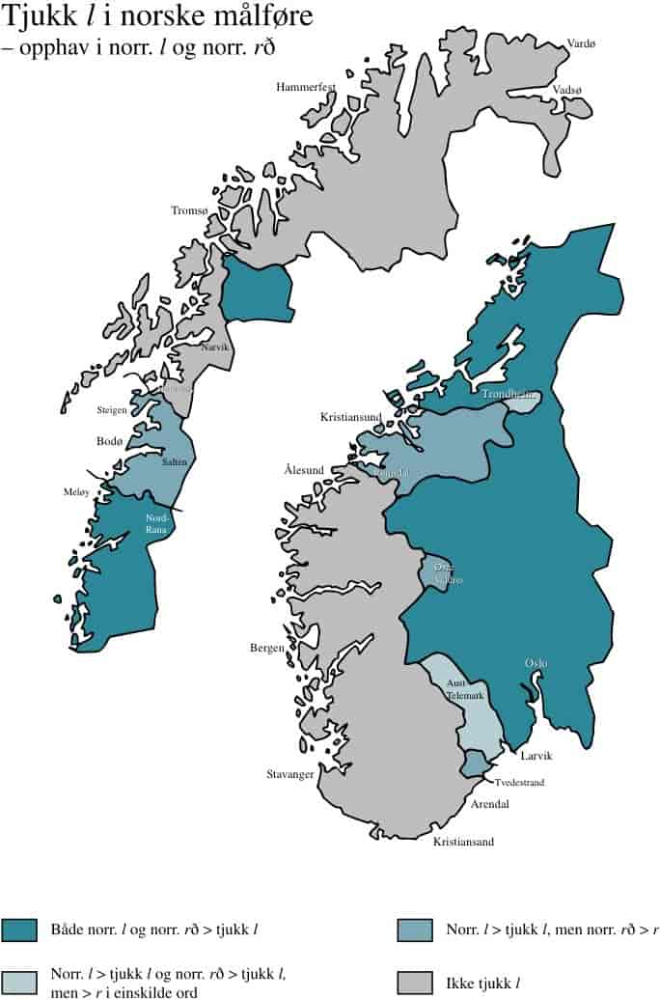 Tjukk l i norske målføre
– opphav i norr. l og norr. rð
Vardø
Hammerfest
Vadsø
Tromsø
Narvik
Steigen
Trondheim
Kristiansund
Bodø
Salten
Ålesund
Meløy
Nord-
Rana
Valdres
Bergen
Oslo
Aust
Telemark
Larvik
Stavanger
Tvedestrand
Arendal
Kristiansand
Både norr. l og norr. rð > tjukk l
Norr. l > tjukk l, men norr. rð > r
Norr. l > tjukk l og norr. rð > tjukk l,
men > r i einskilde ord
Ikke tjukk l